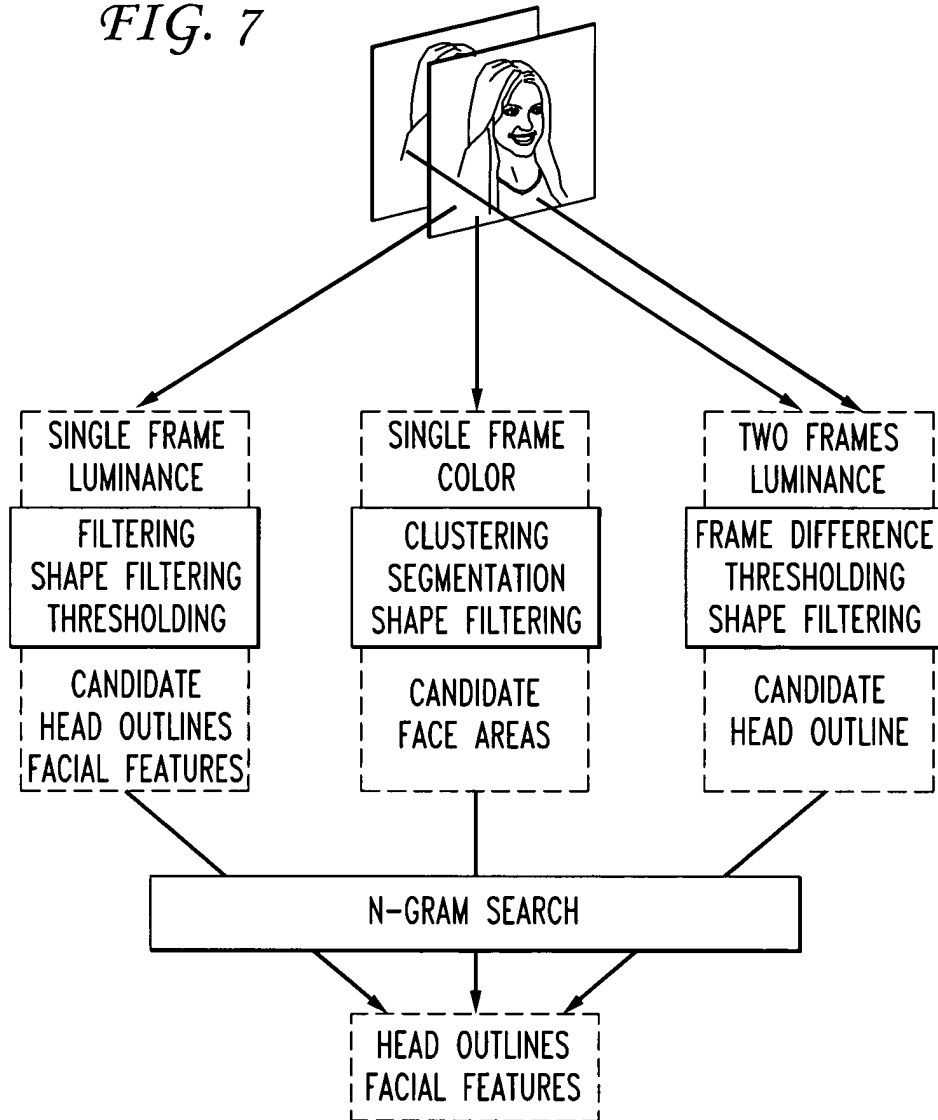 FIG. 7
SINGLE FRAME
LUMINANCE
FILTERING
SHAPE FILTERING
THRESHOLDING
CANDIDATE
HEAD OUTLINES
FACIAL FEATURES
SINGLE FRAME
COLOR
CLUSTERING
SEGMENTATION
SHAPE FILTERING
CANDIDATE
FACE AREAS
TWO FRAMES
LUMINANCE
FRAME DIFFERENCE
THRESHOLDING
SHAPE FILTERING
CANDIDATE
HEAD OUTLINE
N-GRAM SEARCH
HEAD OUTLINES
FACIAL FEATURES